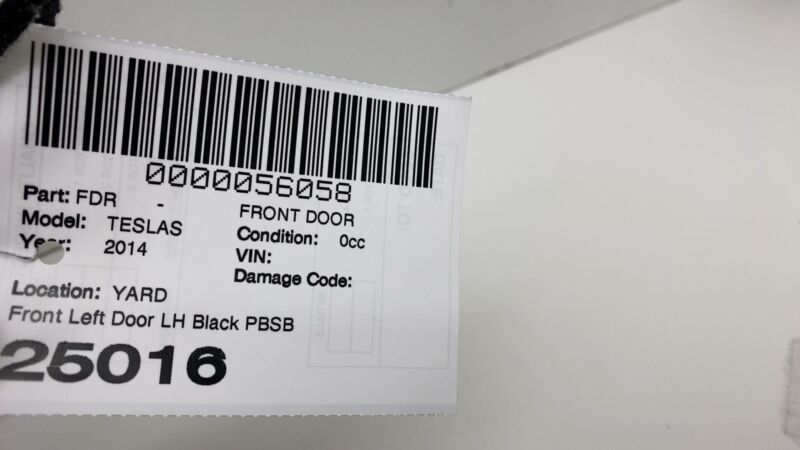 0000056058
Part: FDR - FRONT DOOR
Model: TESLAS Condition: 0cc
Year: 2014 VIN:
Damage Code:
Location: YARD
Front Left Door LH Black PBSB
25016